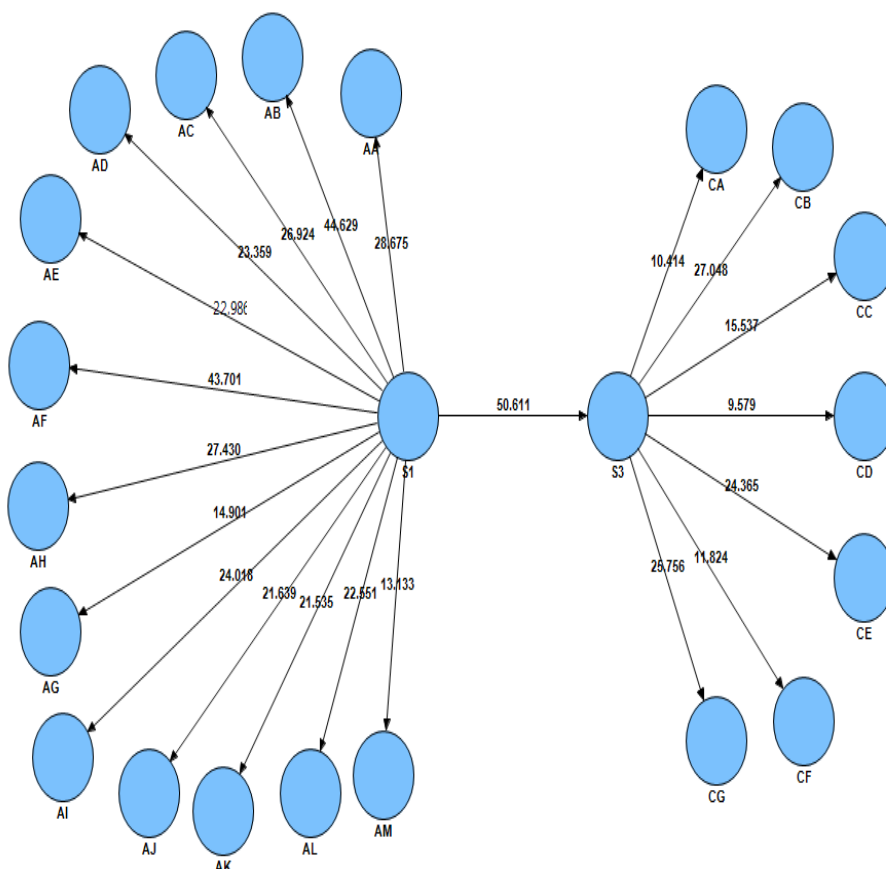 AB
AC
AA
AD
CA
CB
AE
44.629
26.924
28.675
23.359
10.414
27.048
CC
22.986
15.537
43.701
AF
50.611
9.579
27.430
S1
S3
CD
24.365
14.901
AH
11.824
25.756
24.018
13.133
22.551
21.639
21.535
CE
AG
CG
CF
AI
AM
AJ
AL
AK